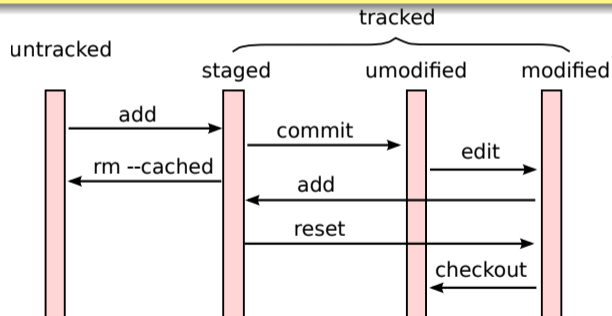 tracked
untracked
staged
umodified
modified
add
commit
edit
rm --cached
add
reset
checkout